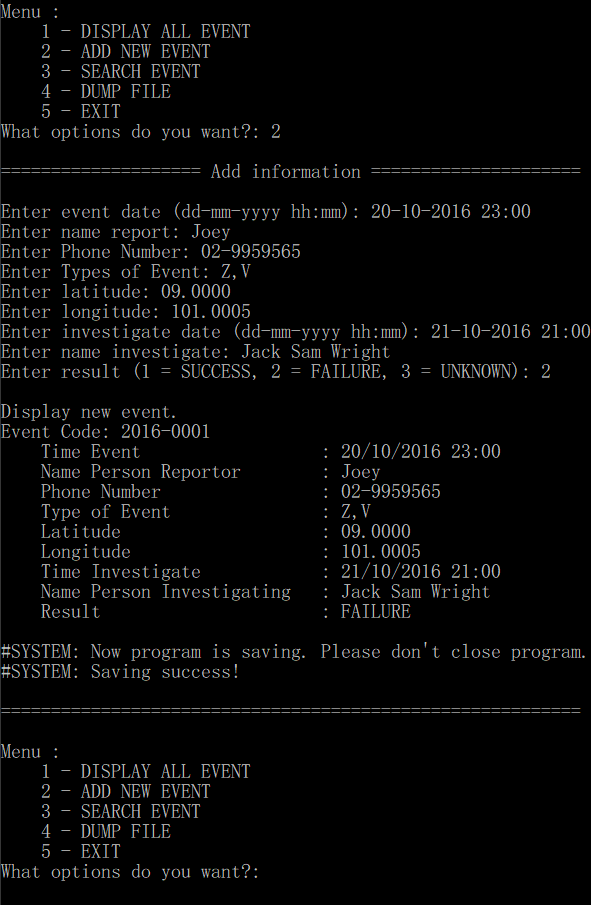 Menu :
    1 - DISPLAY ALL EVENT
    2 - ADD NEW EVENT
    3 - SEARCH EVENT
    4 - DUMP FILE
    5 - EXIT
What options do you want?: 2
==================== Add information =====================
Enter event date (dd-mm-yyyy hh:mm): 20-10-2016 23:00
Enter name report: Joey
Enter Phone Number: 02-9959565
Enter Types of Event: Z,V
Enter latitude: 09.0000
Enter longitude: 101.0005
Enter investigate date (dd-mm-yyyy hh:mm): 21-10-2016 21:00
Enter name investigate: Jack Sam Wright
Enter result (1 = SUCCESS, 2 = FAILURE, 3 = UNKNOWN): 2
Display new event.
Event Code: 2016-0001
    Time Event                  : 20/10/2016 23:00
    Name Person Reportor        : Joey
    Phone Number                : 02-9959565
    Type of Event               : Z,V
    Latitude                    : 09.0000
    Longitude                   : 101.0005
    Time Investigate            : 21/10/2016 21:00
    Name Person Investigating   : Jack Sam Wright
    Result                      : FAILURE
#SYSTEM: Now program is saving. Please don't close program.
#SYSTEM: Saving success!
==========================================================
Menu :
    1 - DISPLAY ALL EVENT
    2 - ADD NEW EVENT
    3 - SEARCH EVENT
    4 - DUMP FILE
    5 - EXIT
What options do you want?: